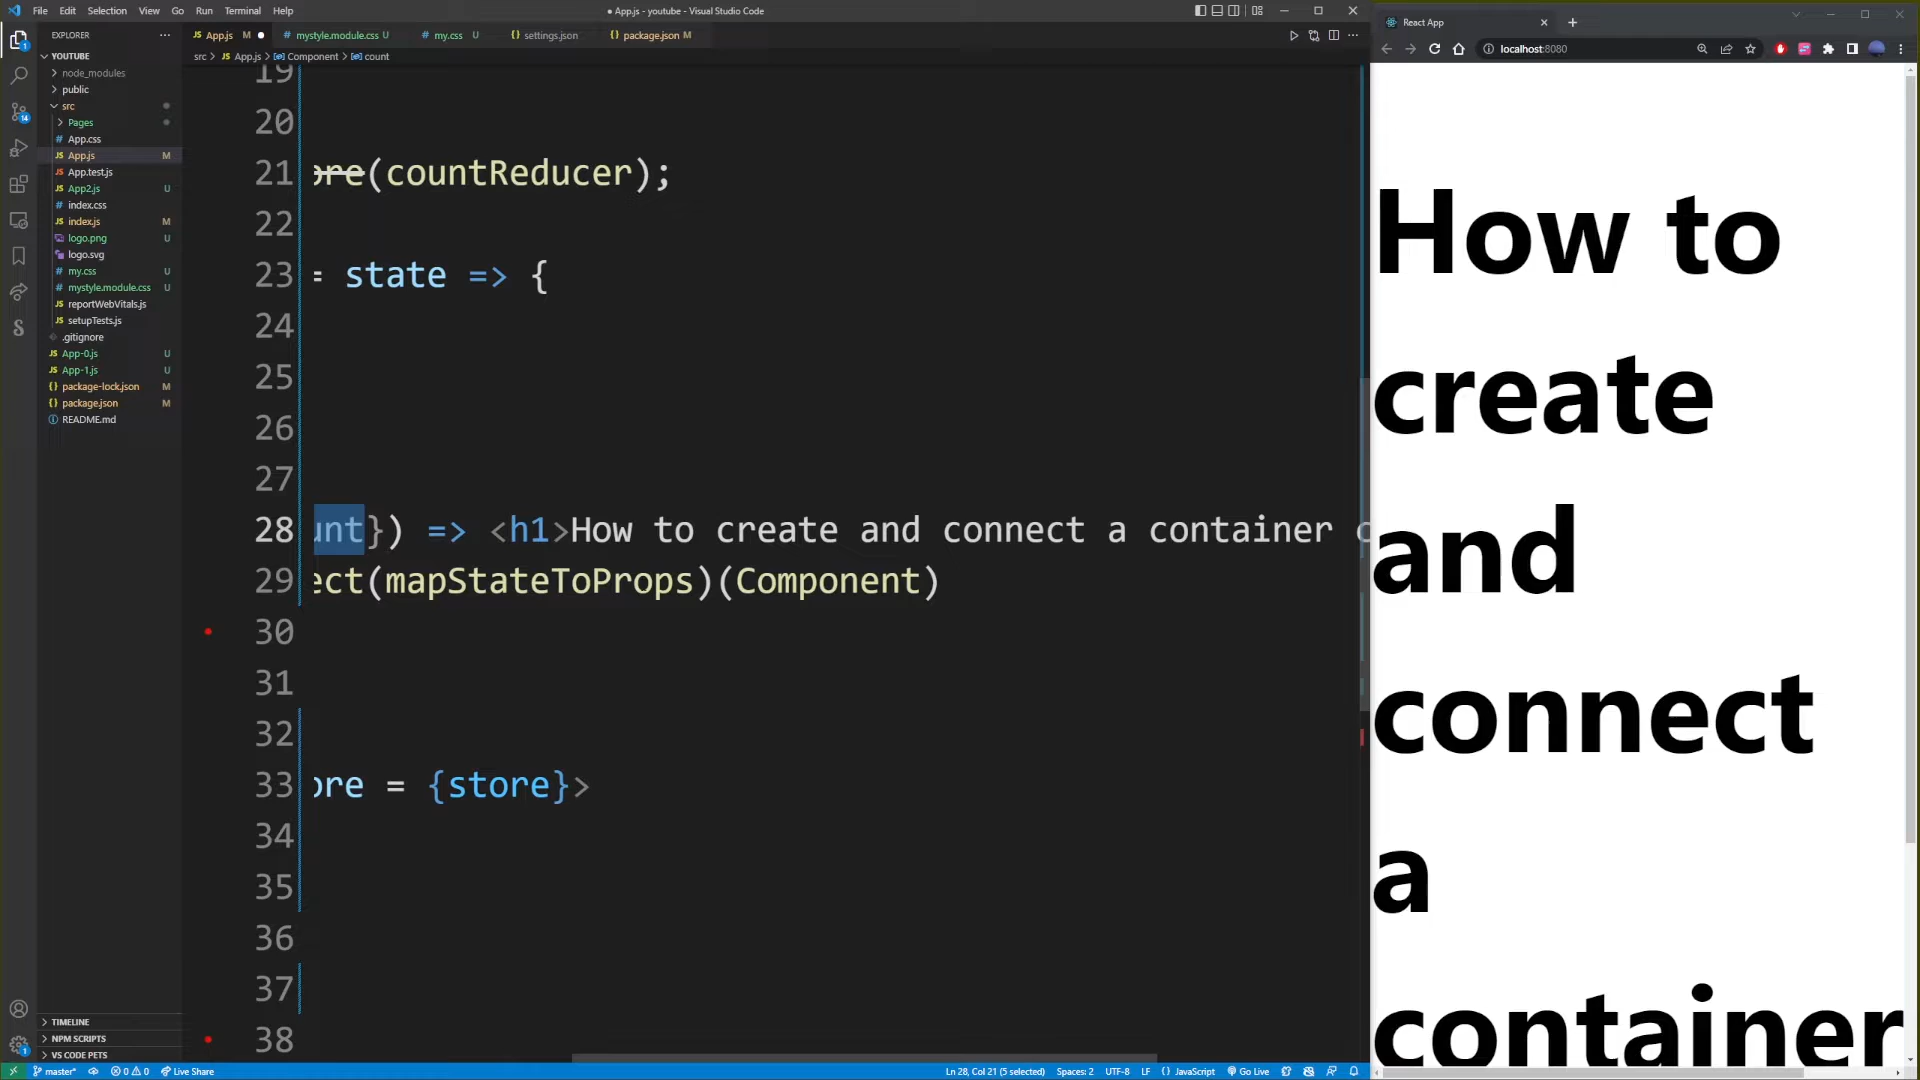 File Edit Selection View Go Run Terminal Help
● App.js - youtube - Visual Studio Code
EXPLORER
YOUTUBE
node_modules
public
src
Pages
App.css
App.js M
App.test.js
App2.js U
index.css
index.js M
logo.png U
logo.svg
my.css U
mystyle.module.css U
reportWebVitals.js
setupTests.js
.gitignore
App-0.js U
App-1.js U
package-lock.json M
package.json M
README.md
TIMELINE
NPM SCRIPTS
VS CODE PETS
App.js M
mystyle.module.css U
my.css U
settings.json
package.json M
src > App.js > Component > count
19
20
21 ore(countReducer);
22
23 = state => {
24
25
26
27
28 unt}) => <h1>How to create and connect a container c
29 ect(mapStateToProps)(Component)
30
31
32
33 ore = {store}>
34
35
36
37
38
master* 0 0 Live Share
Ln 28, Col 21 (5 selected) Spaces: 2 UTF-8 LF JavaScript Go Live
React App
localhost:8080
How to
create
and
connect
a
container